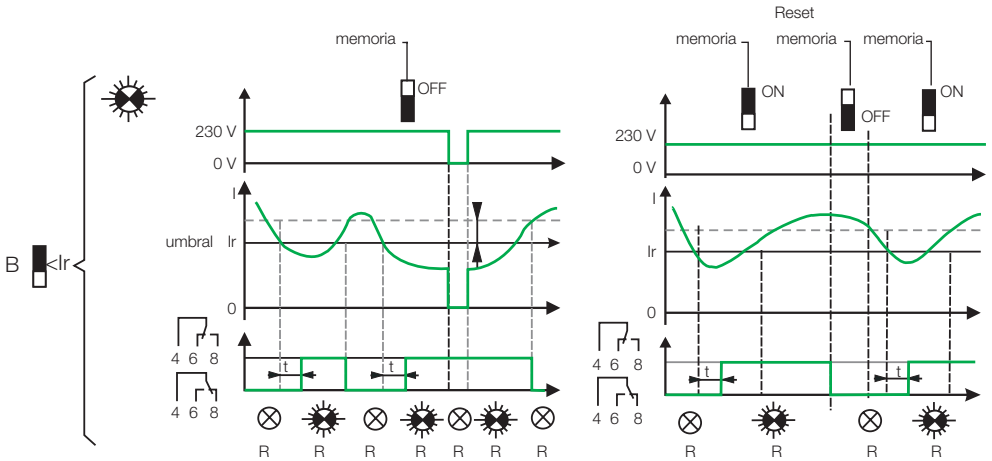 Reset
memoria
memoria
memoria
memoria
OFF
ON
OFF
ON
230 V
0 V
230 V
0 V
I
umbral Ir
0
I
Ir
0
B <Ir
4 6 8
4 6 8
t
t
4 6 8
4 6 8
t
t
R R R R R R R
R R R R